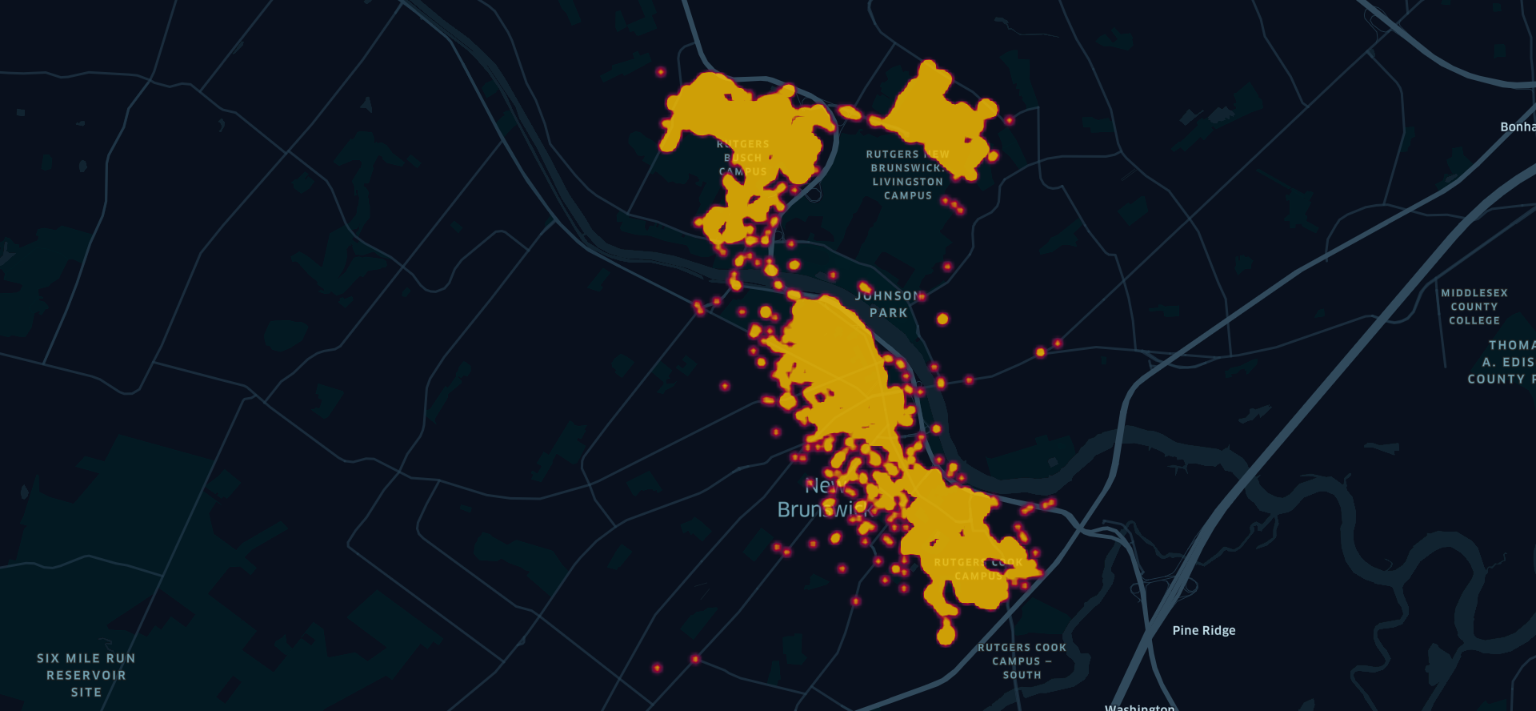 Bonha
RUTGERS
BUSCH
CAMPUS
RUTGERS NEW
BRUNSWICK:
LIVINGSTON
CAMPUS
JOHNSON
PARK
MIDDLESEX
COUNTY
COLLEGE
THOMA
A. EDIS
COUNTY P
New
Brunswick
RUTGERS COOK
CAMPUS
Pine Ridge
RUTGERS COOK
CAMPUS –
SOUTH
SIX MILE RUN
RESERVOIR
SITE
Washington